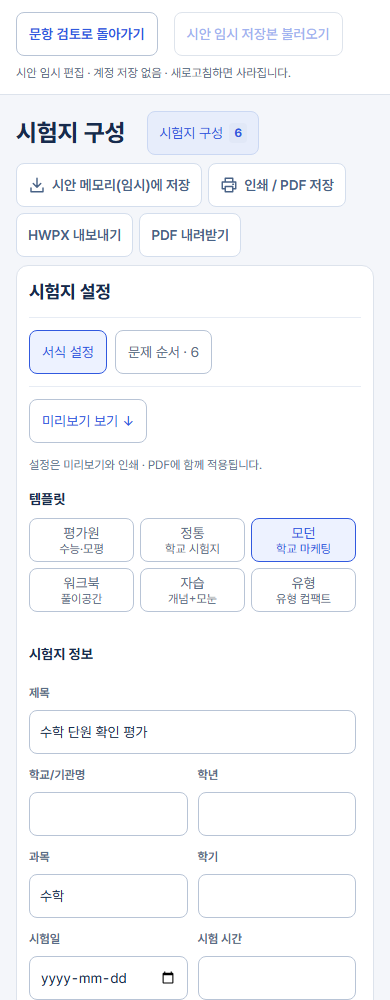 문항 검토로 돌아가기
시안 임시 저장본 불러오기
시안 임시 편집 · 계정 저장 없음 · 새로고침하면 사라집니다.
시험지 구성
시험지 구성 6
시안 메모리(임시)에 저장
인쇄 / PDF 저장
HWPX 내보내기
PDF 내려받기
시험지 설정
서식 설정
문제 순서 · 6
미리보기 보기 ↓
설정은 미리보기와 인쇄 · PDF에 함께 적용됩니다.
템플릿
평가원
수능·모평
정통
학교 시험지
모던
학교 마케팅
워크북
풀이공간
자습
개념+모눈
유형
유형 컴팩트
시험지 정보
제목
수학 단원 확인 평가
학교/기관명
학년
과목
학기
수학
시험일
시험 시간
yyyy-mm-dd